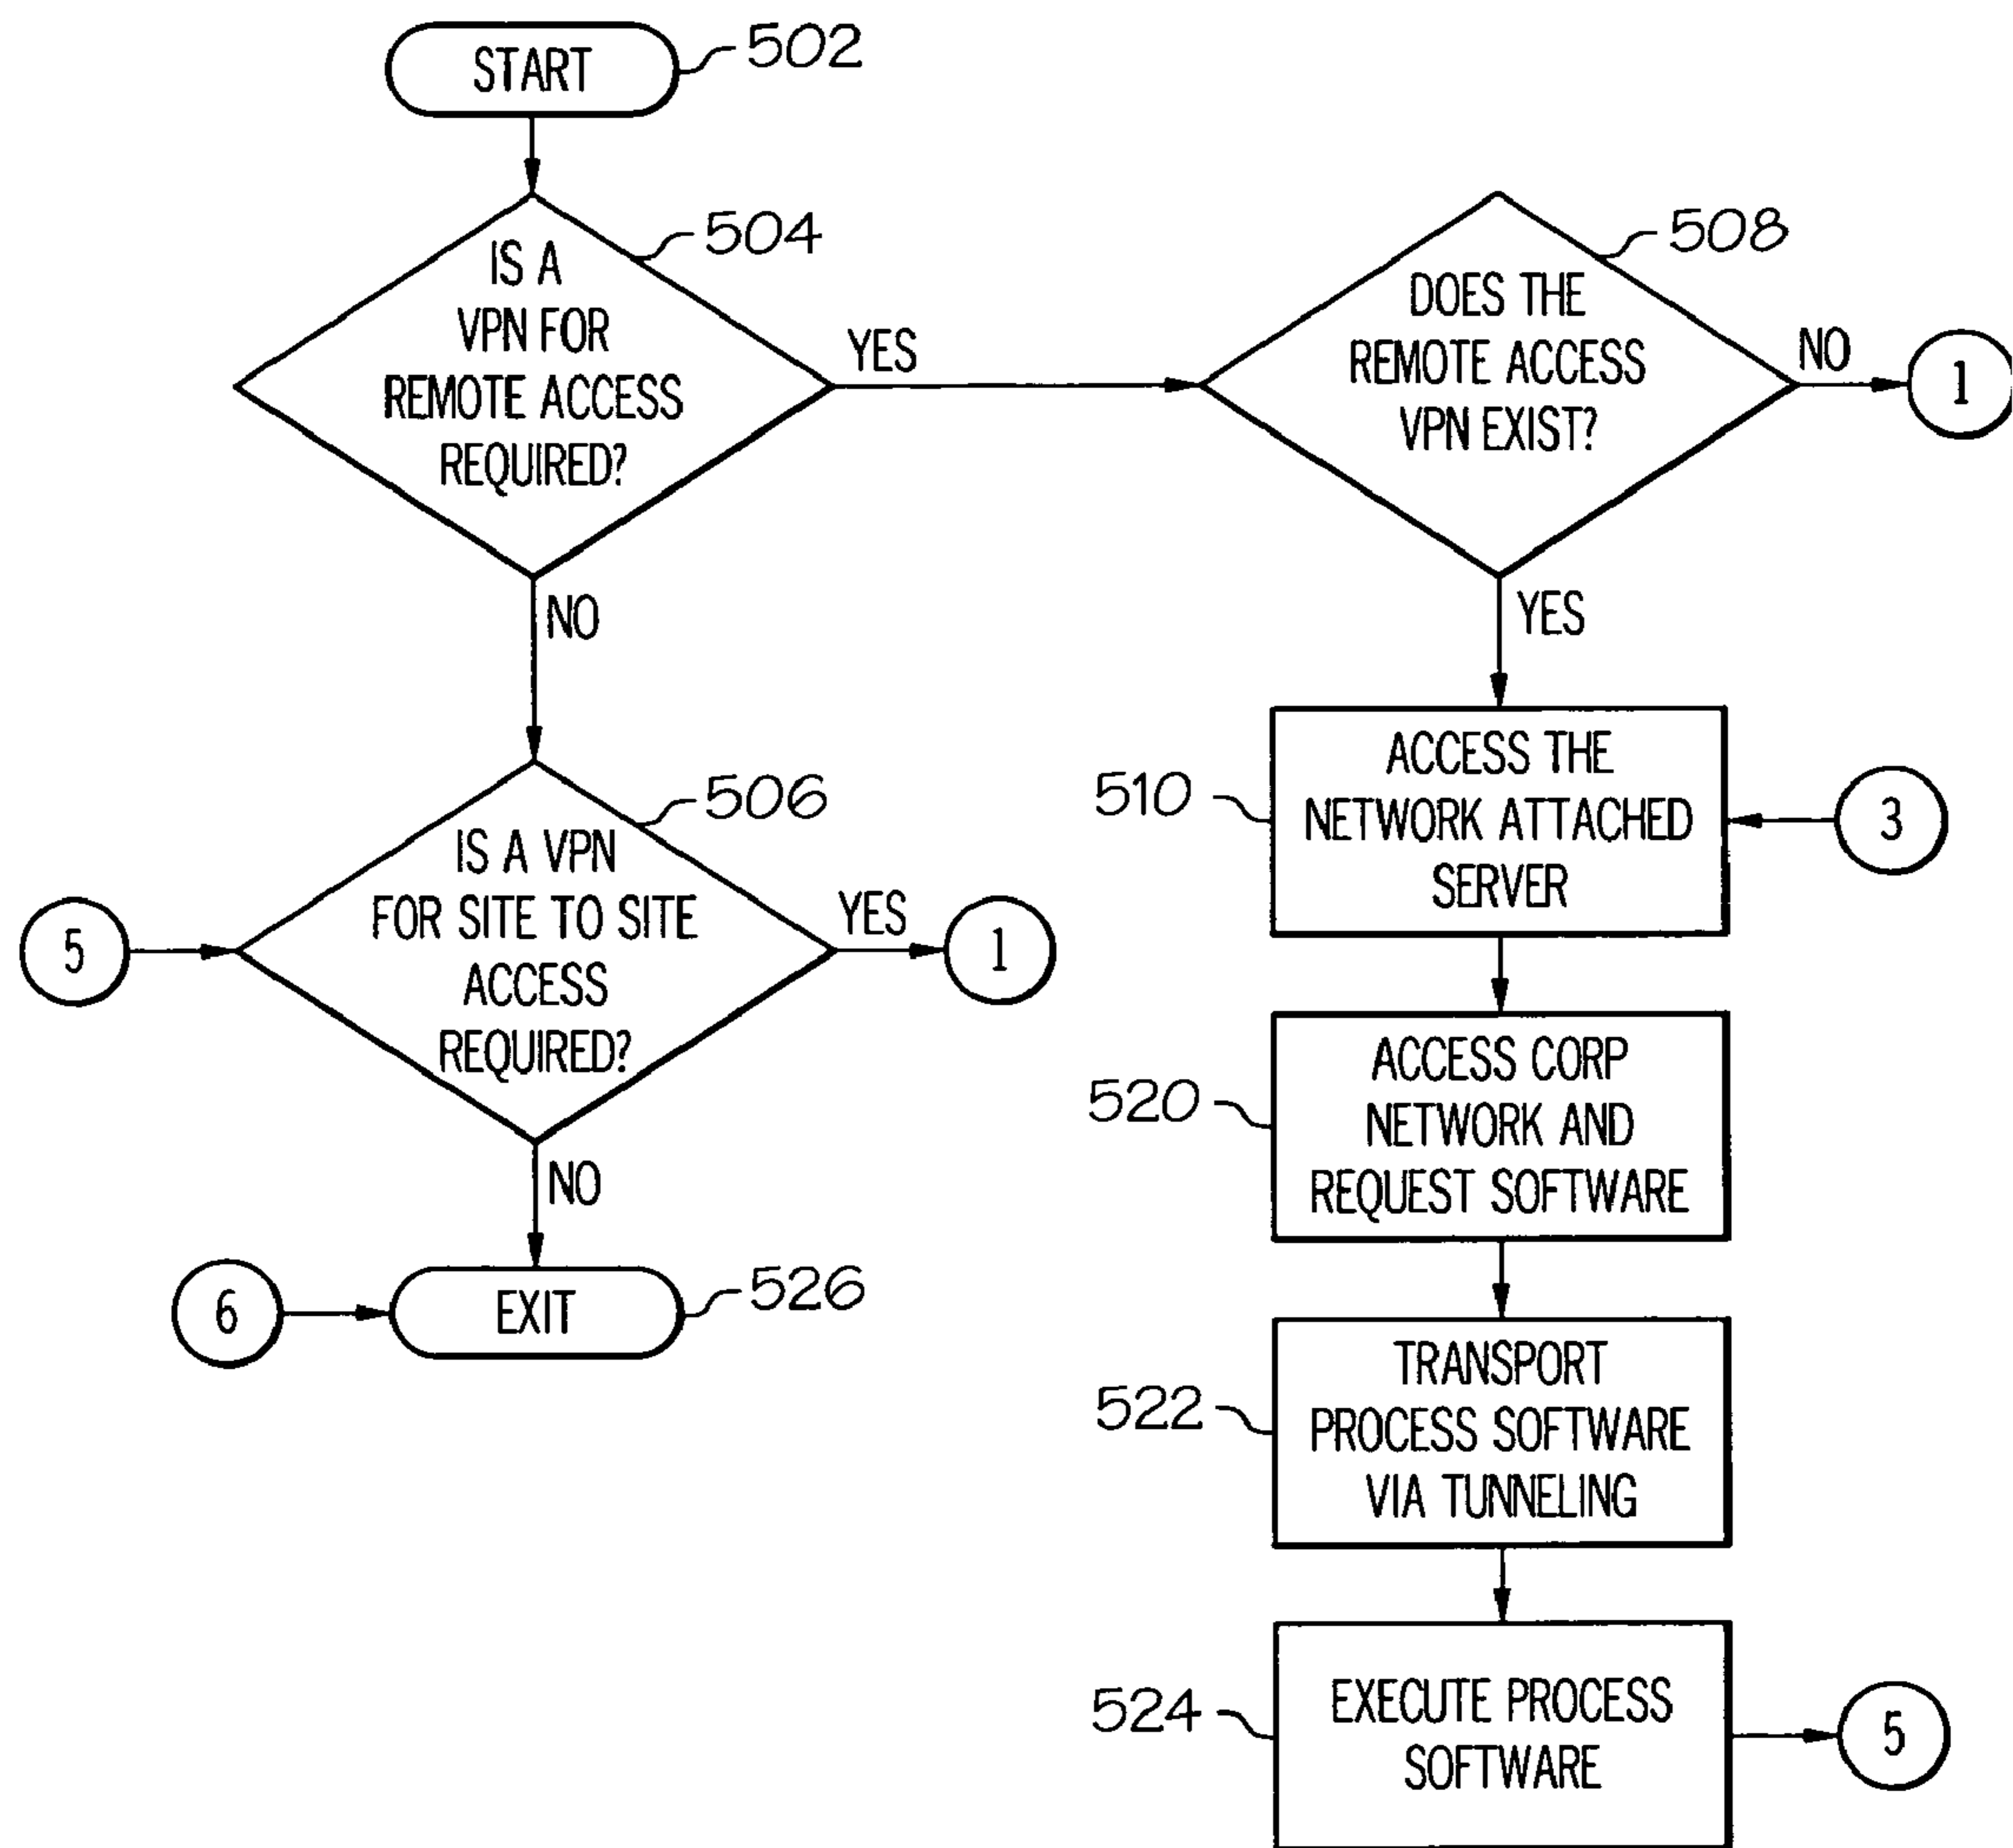 START
502
IS A
VPN FOR
REMOTE ACCESS
REQUIRED?
504
YES
NO
DOES THE
REMOTE ACCESS
VPN EXIST?
508
NO
1
YES
ACCESS THE
NETWORK ATTACHED
SERVER
510
3
IS A VPN
FOR SITE TO SITE
ACCESS
REQUIRED?
506
5
YES
1
NO
ACCESS CORP
NETWORK AND
REQUEST SOFTWARE
520
6
EXIT
526
TRANSPORT
PROCESS SOFTWARE
VIA TUNNELING
522
EXECUTE PROCESS
SOFTWARE
524
5